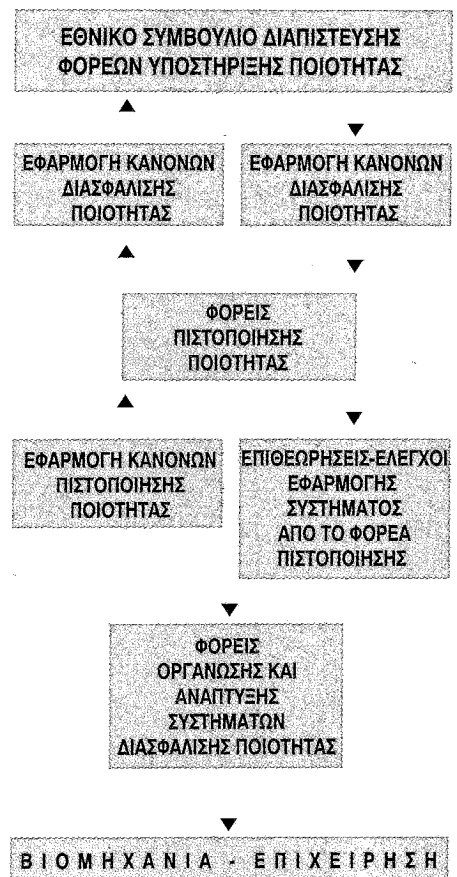 ΕΘΝΙΚΟ ΣΥΜΒΟΥΛΙΟ ΔΙΑΠΙΣΤΕΥΣΗΣ
ΦΟΡΕΩΝ ΥΠΟΣΤΗΡΙΞΗΣ ΠΟΙΟΤΗΤΑΣ
ΕΦΑΡΜΟΓΗ ΚΑΝΟΝΩΝ
ΔΙΑΣΦΑΛΙΣΗΣ
ΠΟΙΟΤΗΤΑΣ
ΕΦΑΡΜΟΓΗ ΚΑΝΟΝΩΝ
ΔΙΑΣΦΑΛΙΣΗΣ
ΠΟΙΟΤΗΤΑΣ
ΦΟΡΕΙΣ
ΠΙΣΤΟΠΟΙΗΣΗΣ
ΠΟΙΟΤΗΤΑΣ
ΕΦΑΡΜΟΓΗ ΚΑΝΟΝΩΝ
ΠΙΣΤΟΠΟΙΗΣΗΣ
ΠΟΙΟΤΗΤΑΣ
ΕΠΙΘΕΩΡΗΣΕΙΣ-ΕΛΕΓΧΟΙ
ΕΦΑΡΜΟΓΗΣ
ΣΥΣΤΗΜΑΤΟΣ
ΑΠΟ ΤΟ ΦΟΡΕΑ
ΠΙΣΤΟΠΟΙΗΣΗΣ
ΦΟΡΕΙΣ
ΟΡΓΑΝΩΣΗΣ ΚΑΙ
ΑΝΑΠΤΥΞΗΣ
ΣΥΣΤΗΜΑΤΩΝ
ΔΙΑΣΦΑΛΙΣΗΣ ΠΟΙΟΤΗΤΑΣ
ΒΙΟΜΗΧΑΝΙΑ - ΕΠΙΧΕΙΡΗΣΗ